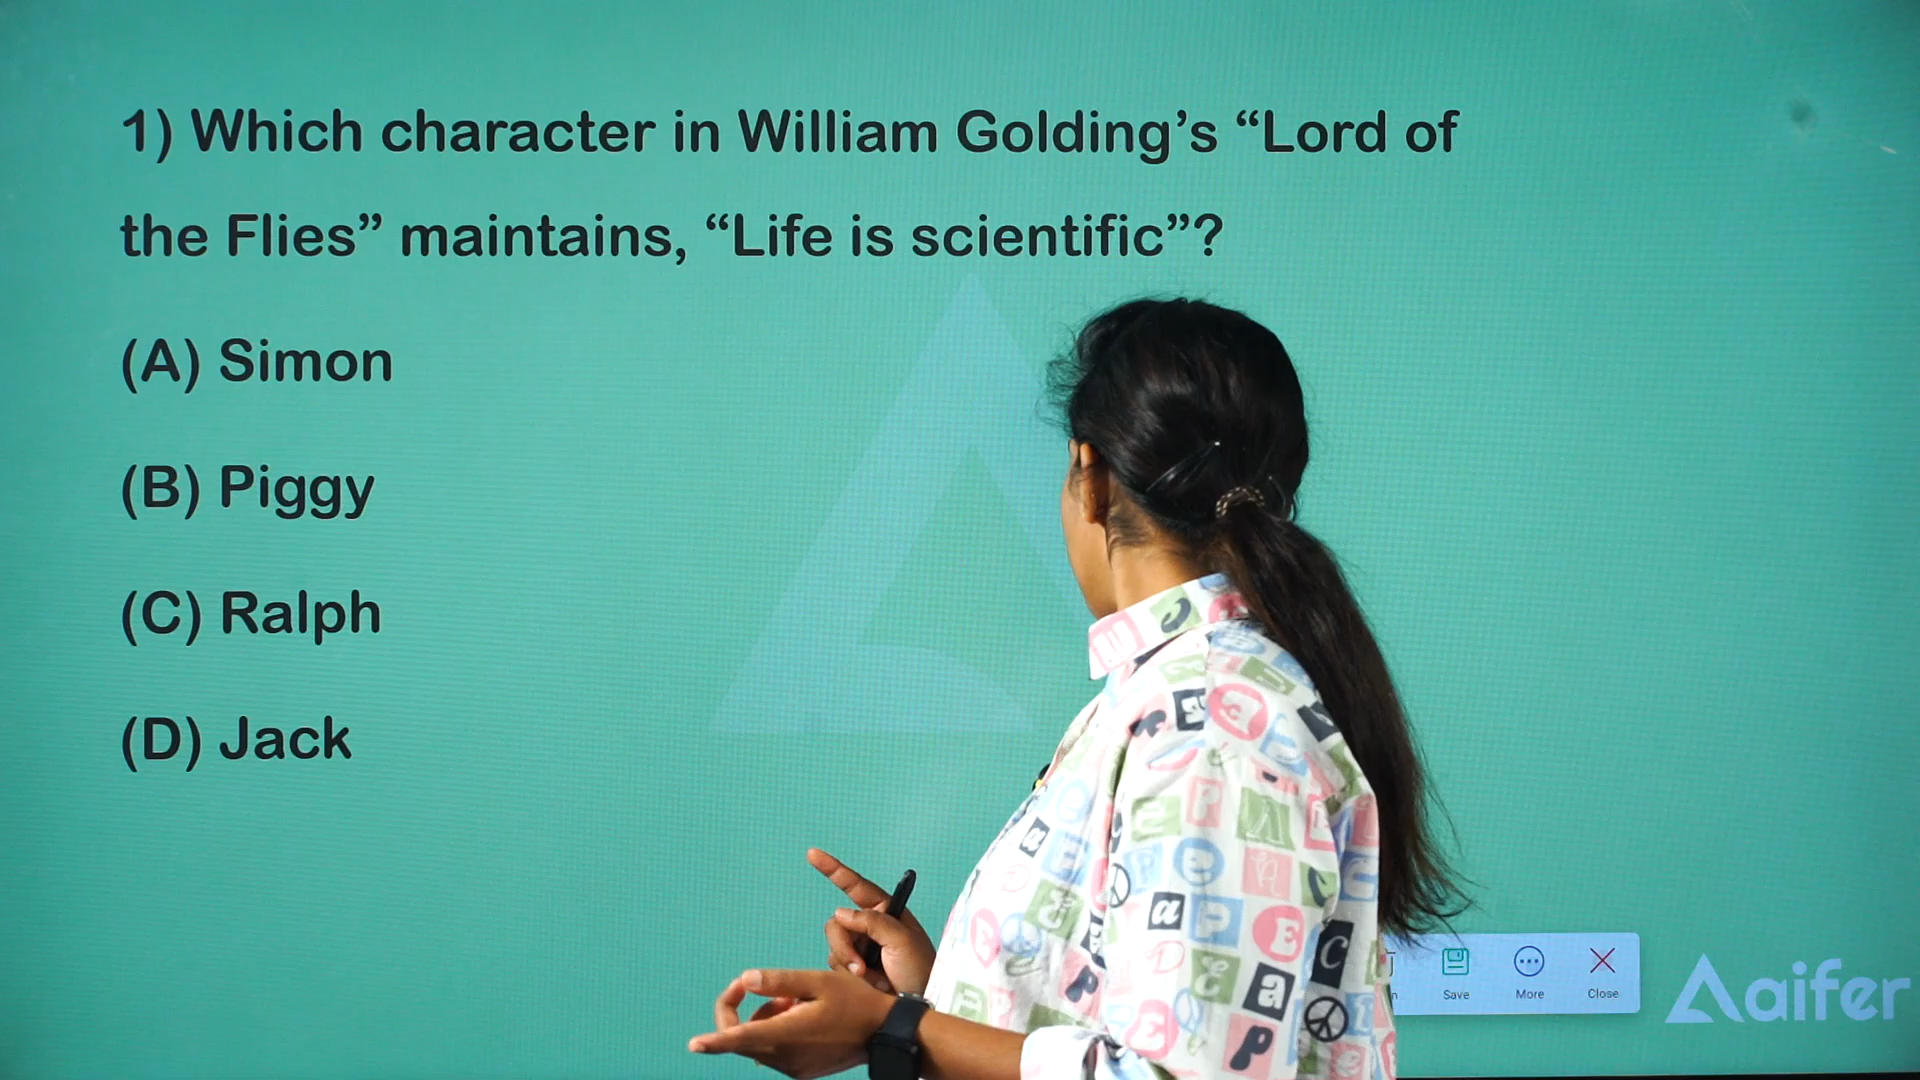 1) Which character in William Golding’s “Lord of
the Flies” maintains, “Life is scientific”?
(A) Simon
(B) Piggy
(C) Ralph
(D) Jack
Save More Close
aifer